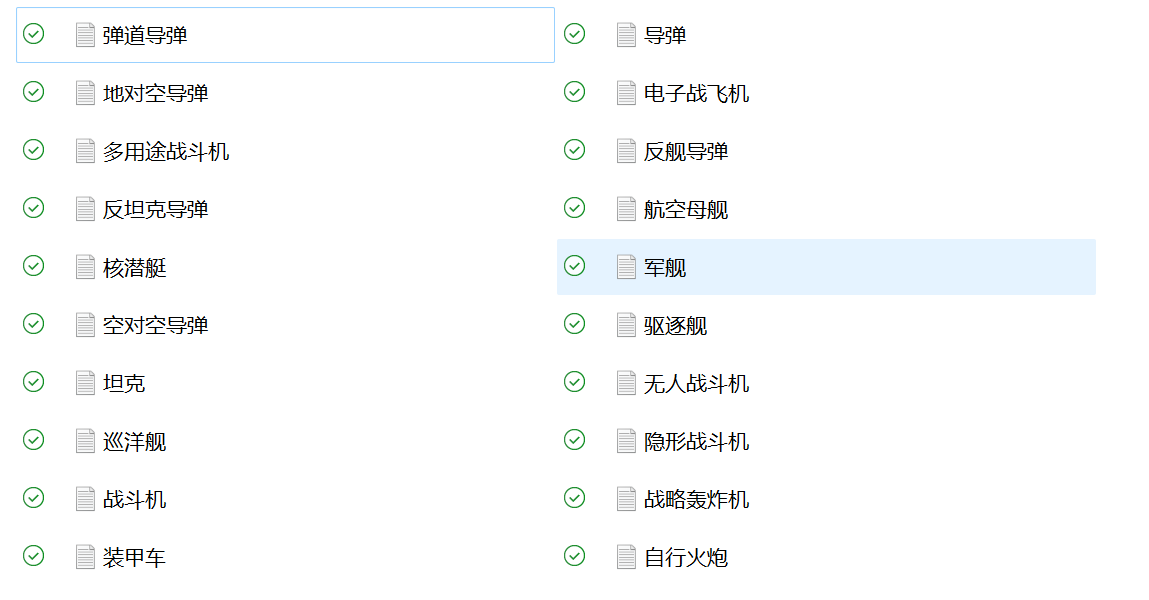 弹道导弹
导弹
地对空导弹
电子战飞机
多用途战斗机
反舰导弹
反坦克导弹
航空母舰
核潜艇
军舰
空对空导弹
驱逐舰
坦克
无人战斗机
巡洋舰
隐形战斗机
战斗机
战略轰炸机
装甲车
自行火炮